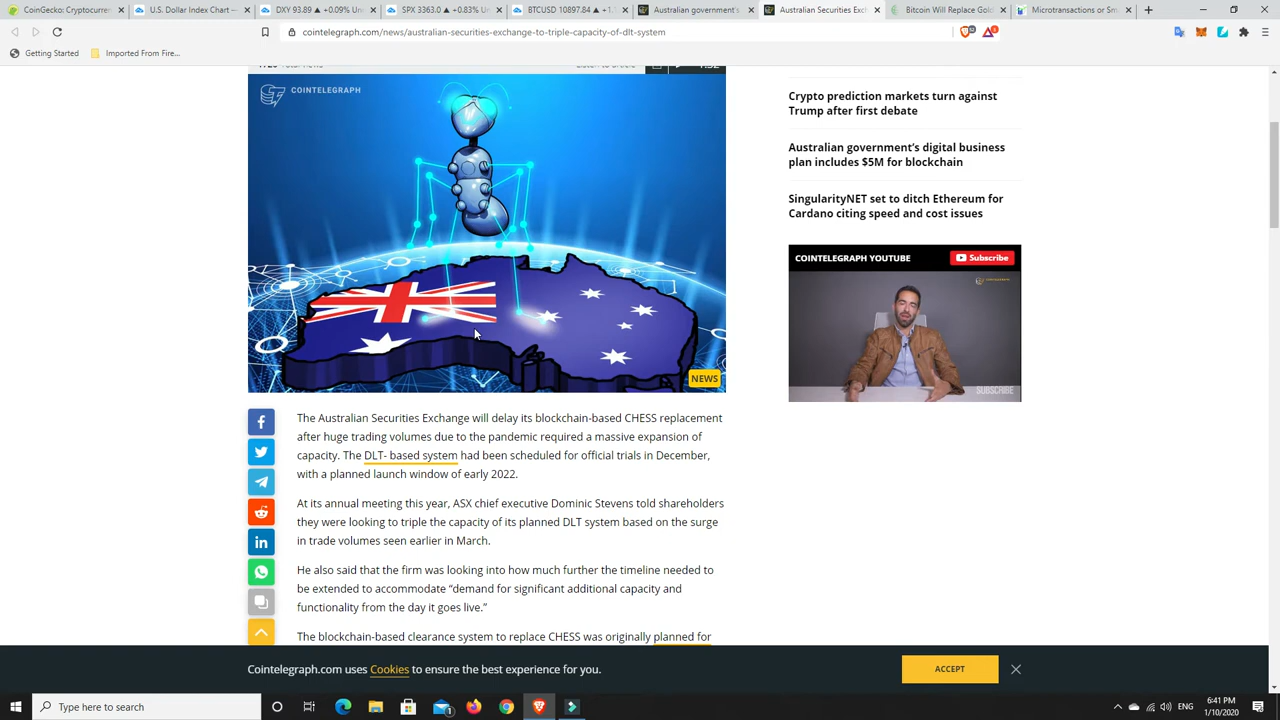 CoinGecko: Cryptocurrency
U.S. Dollar Index Chart —
DXY 93.89 ▲ +0.09% Un
SPX 3363.0 ▲ +0.83% Un
BTCUSD 10897.84 ▲ +1.
Australian government's
Australian Securities Exch
Bitcoin Will Replace Gold
Microtransactions or Sm
cointelegraph.com/news/australian-securities-exchange-to-triple-capacity-of-dlt-system
Getting Started
Imported From Fire...
COINTELEGRAPH
NEWS
The Australian Securities Exchange will delay its blockchain-based CHESS replacement
after huge trading volumes due to the pandemic required a massive expansion of
capacity. The DLT- based system had been scheduled for official trials in December,
with a planned launch window of early 2022.
At its annual meeting this year, ASX chief executive Dominic Stevens told shareholders
they were looking to triple the capacity of its planned DLT system based on the surge
in trade volumes seen earlier in March.
He also said that the firm was looking into how much further the timeline needed to
be extended to accommodate “demand for significant additional capacity and
functionality from the day it goes live.”
The blockchain-based clearance system to replace CHESS was originally planned for
Crypto prediction markets turn against
Trump after first debate
Australian government’s digital business
plan includes $5M for blockchain
SingularityNET set to ditch Ethereum for
Cardano citing speed and cost issues
COINTELEGRAPH YOUTUBE
Subscribe
SUBSCRIBE
Cointelegraph.com uses Cookies to ensure the best experience for you.
ACCEPT
Type here to search
ENG
6:41 PM
1/10/2020